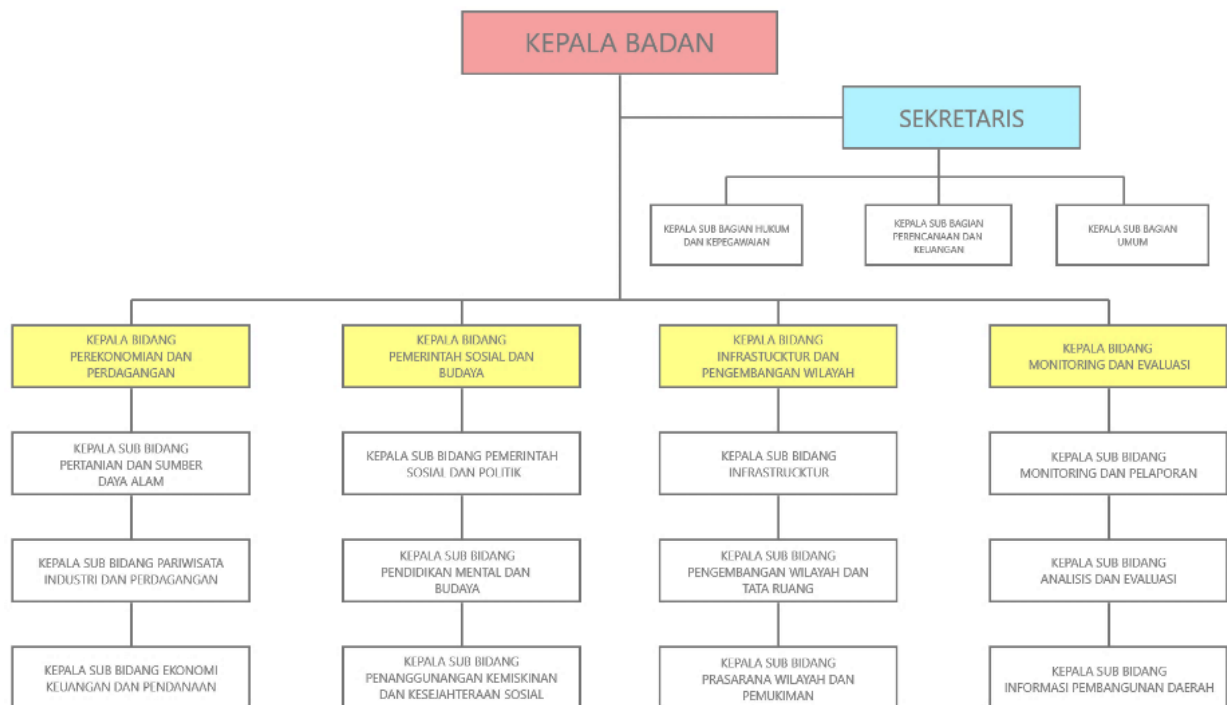 KEPALA BADAN
SEKRETARIS
KEPALA SUB BAGIAN HUKUM
DAN KEPEGAWAIAN
KEPALA SUB BAGIAN
PERENCANAAN DAN
KEUANGAN
KEPALA SUB BAGIAN
UMUM
KEPALA BIDANG
PEREKONOMIAN DAN
PERDAGANGAN
KEPALA BIDANG
PEMERINTAH SOSIAL DAN
BUDAYA
KEPALA BIDANG
INFRASTUCKTUR DAN
PENGEMBANGAN WILAYAH
KEPALA BIDANG
MONITORING DAN EVALUASI
KEPALA SUB BIDANG
PERTANIAN DAN SUMBER
DAYA ALAM
KEPALA SUB BIDANG PEMERINTAH
SOSIAL DAN POLITIK
KEPALA SUB BIDANG
INFRASTRUCKTUR
KEPALA SUB BIDANG
MONITORING DAN PELAPORAN
KEPALA SUB BIDANG PARIWISATA
INDUSTRI DAN PERDAGANGAN
KEPALA SUB BIDANG
PENDIDIKAN MENTAL DAN
BUDAYA
KEPALA SUB BIDANG
PENGEMBANGAN WILAYAH DAN
TATA RUANG
KEPALA SUB BIDANG
ANALISIS DAN EVALUASI
KEPALA SUB BIDANG EKONOMI
KEUANGAN DAN PENDANAAN
KEPALA SUB BIDANG
PENANGGUNANGAN KEMISKINAN
DAN KESEJAHTERAAN SOSIAL
KEPALA SUB BIDANG
PRASARANA WILAYAH DAN
PEMUKIMAN
KEPALA SUB BIDANG
INFORMASI PEMBANGUNAN DAERAH